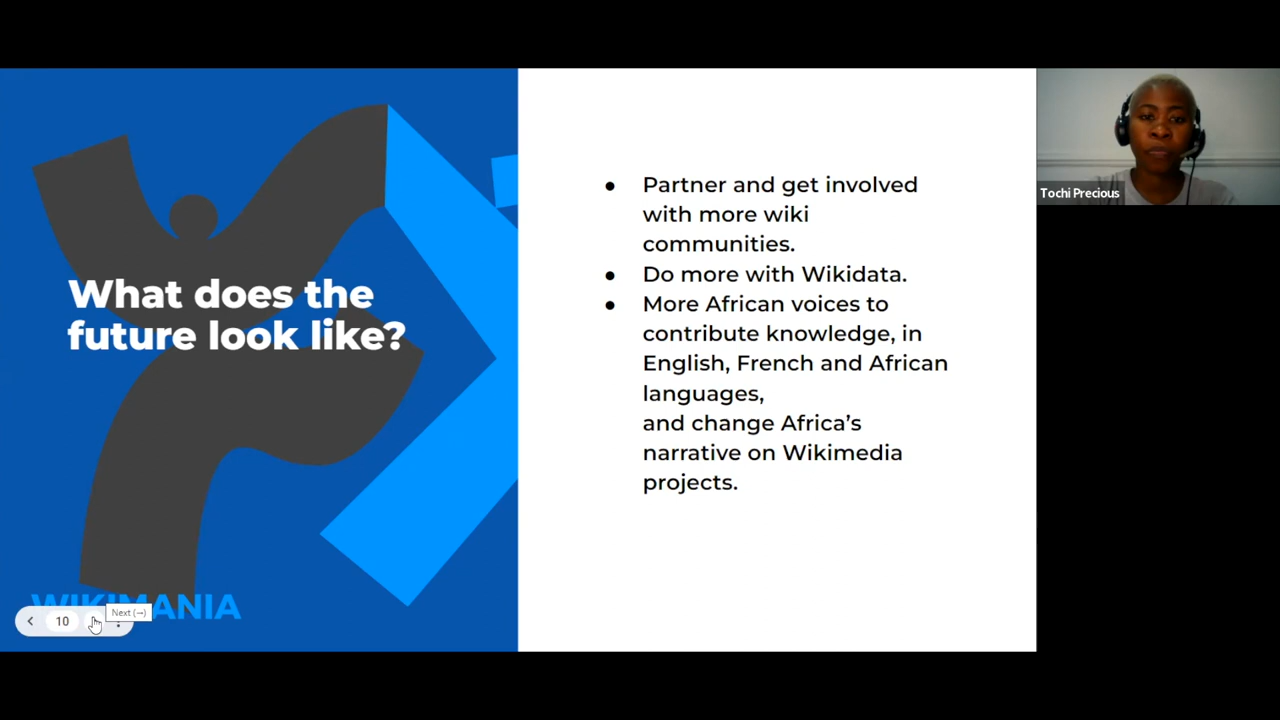 What does the
future look like?
Partner and get involved
with more wiki
communities.
Do more with Wikidata.
More African voices to
contribute knowledge, in
English, French and African
languages,
and change Africa’s
narrative on Wikimedia
projects.
Tochi Precious
WIKIMANIA
Next (→)
10